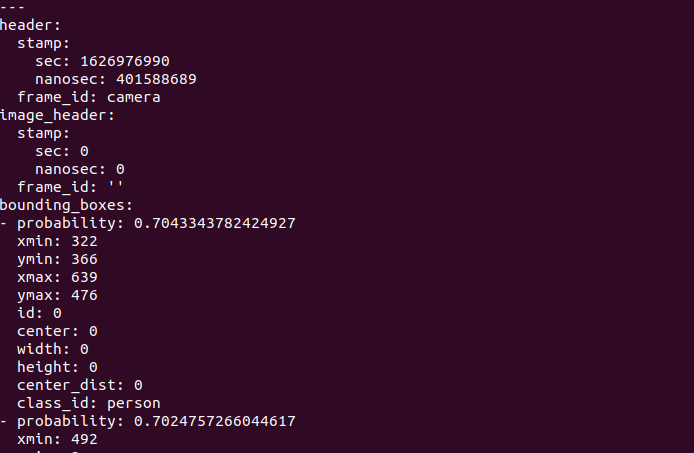 ---
header:
  stamp:
    sec: 1626976990
    nanosec: 401588689
  frame_id: camera
image_header:
  stamp:
    sec: 0
    nanosec: 0
  frame_id: ''
bounding_boxes:
- probability: 0.7043343782424927
  xmin: 322
  ymin: 366
  xmax: 639
  ymax: 476
  id: 0
  center: 0
  width: 0
  height: 0
  center_dist: 0
  class_id: person
- probability: 0.7024757266044617
  xmin: 492